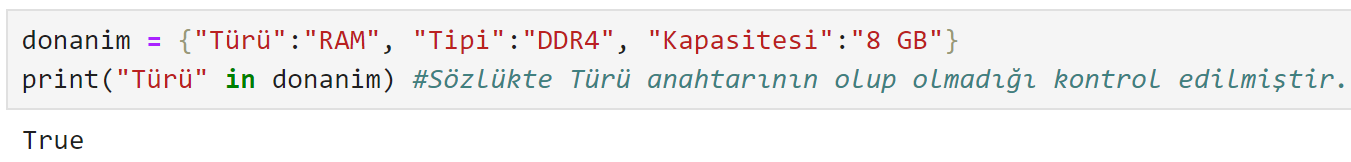 donanim = {"Türü":"RAM", "Tipi":"DDR4", "Kapasitesi":"8 GB"}
print("Türü" in donanim) #Sözlükte Türü anahtarının olup olmadığı kontrol edilmiştir.
True